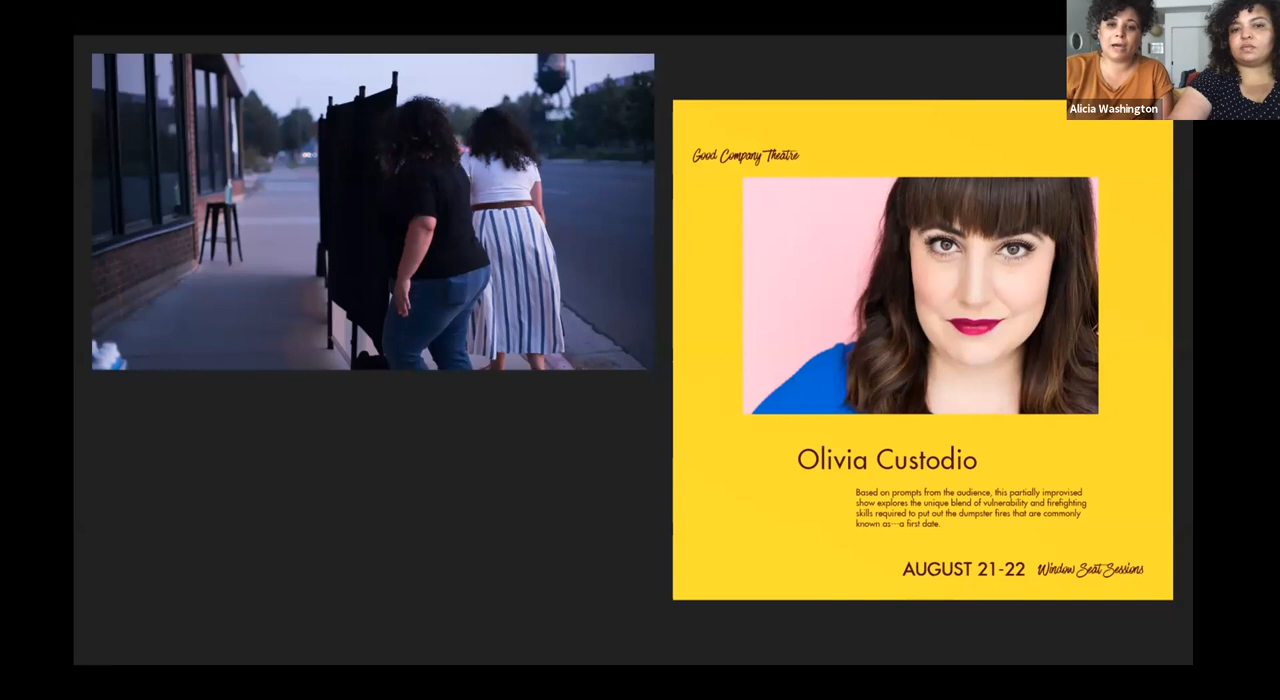 Alicia Washington
Good Company Theatre
Olivia Custodio
Based on prompts from the audience, this partially improvised
show explores the unique blend of vulnerability and firefighting
skills required to put out the dumpster fires that are commonly
known as---a first date.
AUGUST 21-22 Window Seat Sessions